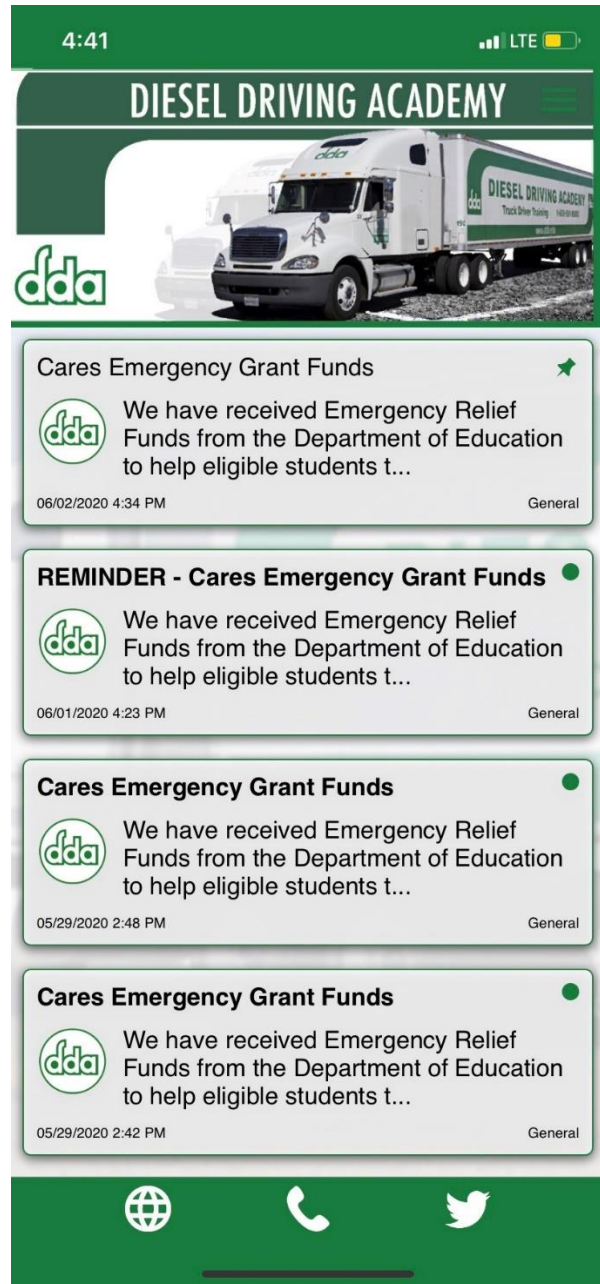 4:41
LTE
DIESEL DRIVING ACADEMY
dda
DIESEL DRIVING ACADEMY
Truck Driver Training
dda
dda
Cares Emergency Grant Funds
dda
We have received Emergency Relief
Funds from the Department of Education
to help eligible students t...
06/02/2020 4:34 PM
General
REMINDER - Cares Emergency Grant Funds
dda
We have received Emergency Relief
Funds from the Department of Education
to help eligible students t...
06/01/2020 4:23 PM
General
Cares Emergency Grant Funds
dda
We have received Emergency Relief
Funds from the Department of Education
to help eligible students t...
05/29/2020 2:48 PM
General
Cares Emergency Grant Funds
dda
We have received Emergency Relief
Funds from the Department of Education
to help eligible students t...
05/29/2020 2:42 PM
General